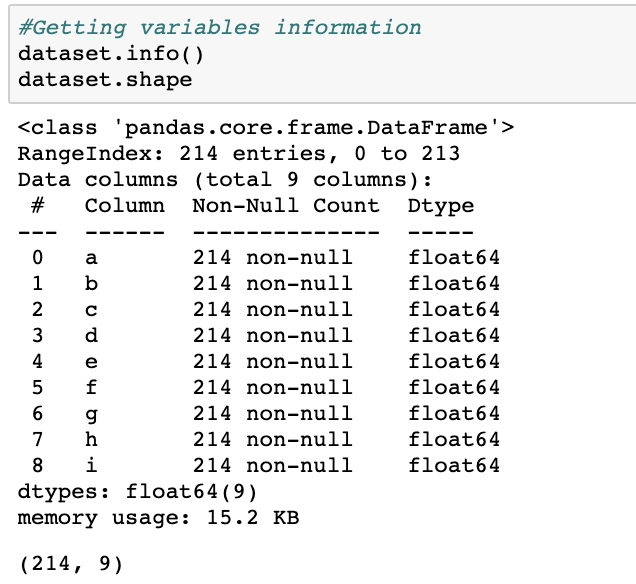 #Getting variables information
dataset.info()
dataset.shape
<class 'pandas.core.frame.DataFrame'>
RangeIndex: 214 entries, 0 to 213
Data columns (total 9 columns):
 #   Column  Non-Null Count  Dtype
---  ------  --------------  -----
 0   a       214 non-null    float64
 1   b       214 non-null    float64
 2   c       214 non-null    float64
 3   d       214 non-null    float64
 4   e       214 non-null    float64
 5   f       214 non-null    float64
 6   g       214 non-null    float64
 7   h       214 non-null    float64
 8   i       214 non-null    float64
dtypes: float64(9)
memory usage: 15.2 KB
(214, 9)